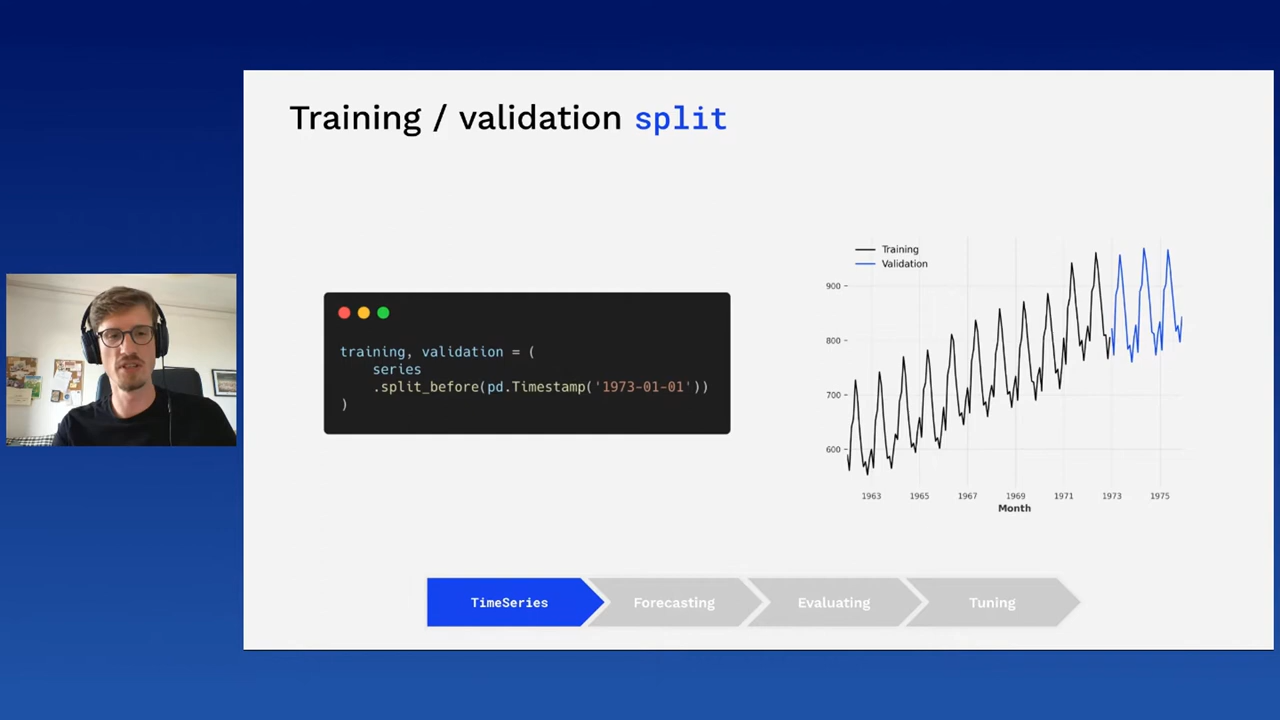 Training / validation split
training, validation = (
series
.split_before(pd.Timestamp('1973-01-01'))
)
Training
Validation
900
800
700
600
1963 1965 1967 1969 1971 1973 1975
Month
TimeSeries Forecasting Evaluating Tuning